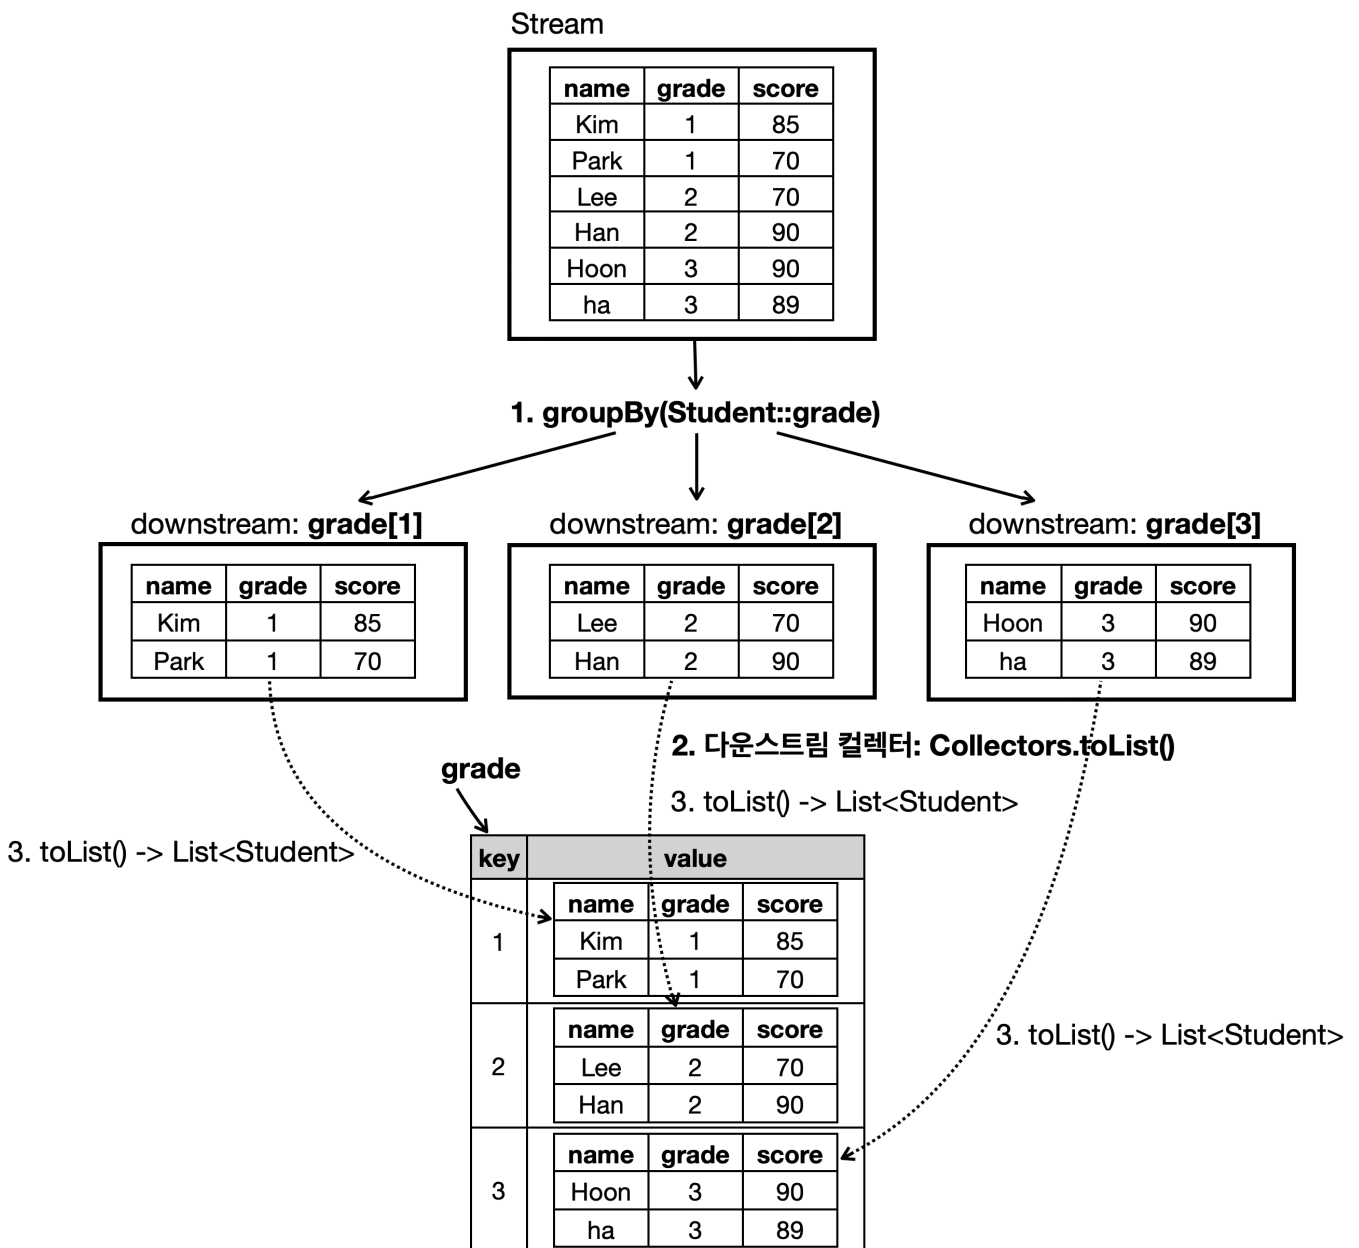 Stream
name grade score
Kim 1 85
Park 1 70
Lee 2 70
Han 2 90
Hoon 3 90
ha 3 89
1. groupBy(Student::grade)
downstream: grade[1]
name grade score
Kim 1 85
Park 1 70
downstream: grade[2]
name grade score
Lee 2 70
Han 2 90
downstream: grade[3]
name grade score
Hoon 3 90
ha 3 89
2. 다운스트림 컬렉터: Collectors.toList()
grade
3. toList() -> List<Student>
3. toList() -> List<Student>
key value
1
name grade score
Kim 1 85
Park 1 70
2
name grade score
Lee 2 70
Han 2 90
3. toList() -> List<Student>
3
name grade score
Hoon 3 90
ha 3 89